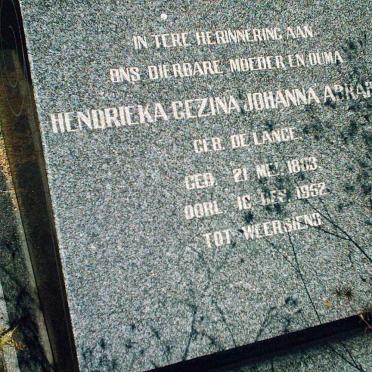 IN TERE HERINNERING AAN
ONS DIERBARE MOEDER EN OUMA
HENDRIEKA GEZINA JOHANNA
GEB. DE LANGE
GEB. 21
OORL. 1952
TOT WEERSIENS